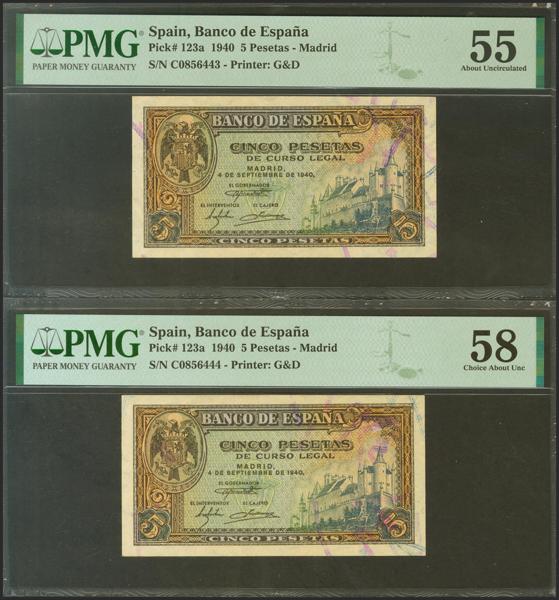 PMG
PAPER MONEY GUARANTY
Spain, Banco de España
Pick# 123a 1940 5 Pesetas - Madrid
S/N C0856443 - Printer: G&D
55
About Uncirculated
BANCO DE ESPAÑA
CINCO PESETAS
DE CURSO LEGAL
MADRID,
4 DE SEPTIEMBRE DE 1940,
EL GOBERNADOR
EL INTERVENTOR EL CAJERO
5 5
CINCO PESETAS
PMG
PAPER MONEY GUARANTY
Spain, Banco de España
Pick# 123a 1940 5 Pesetas - Madrid
S/N C0856444 - Printer: G&D
58
Choice About Unc
BANCO DE ESPAÑA
CINCO PESETAS
DE CURSO LEGAL
MADRID,
4 DE SEPTIEMBRE DE 1940,
EL GOBERNADOR
EL INTERVENTOR EL CAJERO
5 5
CINCO PESETAS